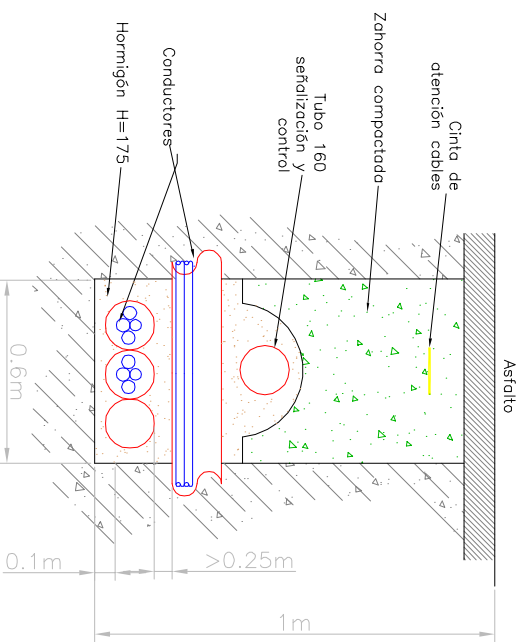 Asfalto
Cinta de
atención cables
Zahorra compactada
Tubo 160
señalización y
control
Conductores
Hormigón H=175
0.6m
0.1m
>0.25m
1m